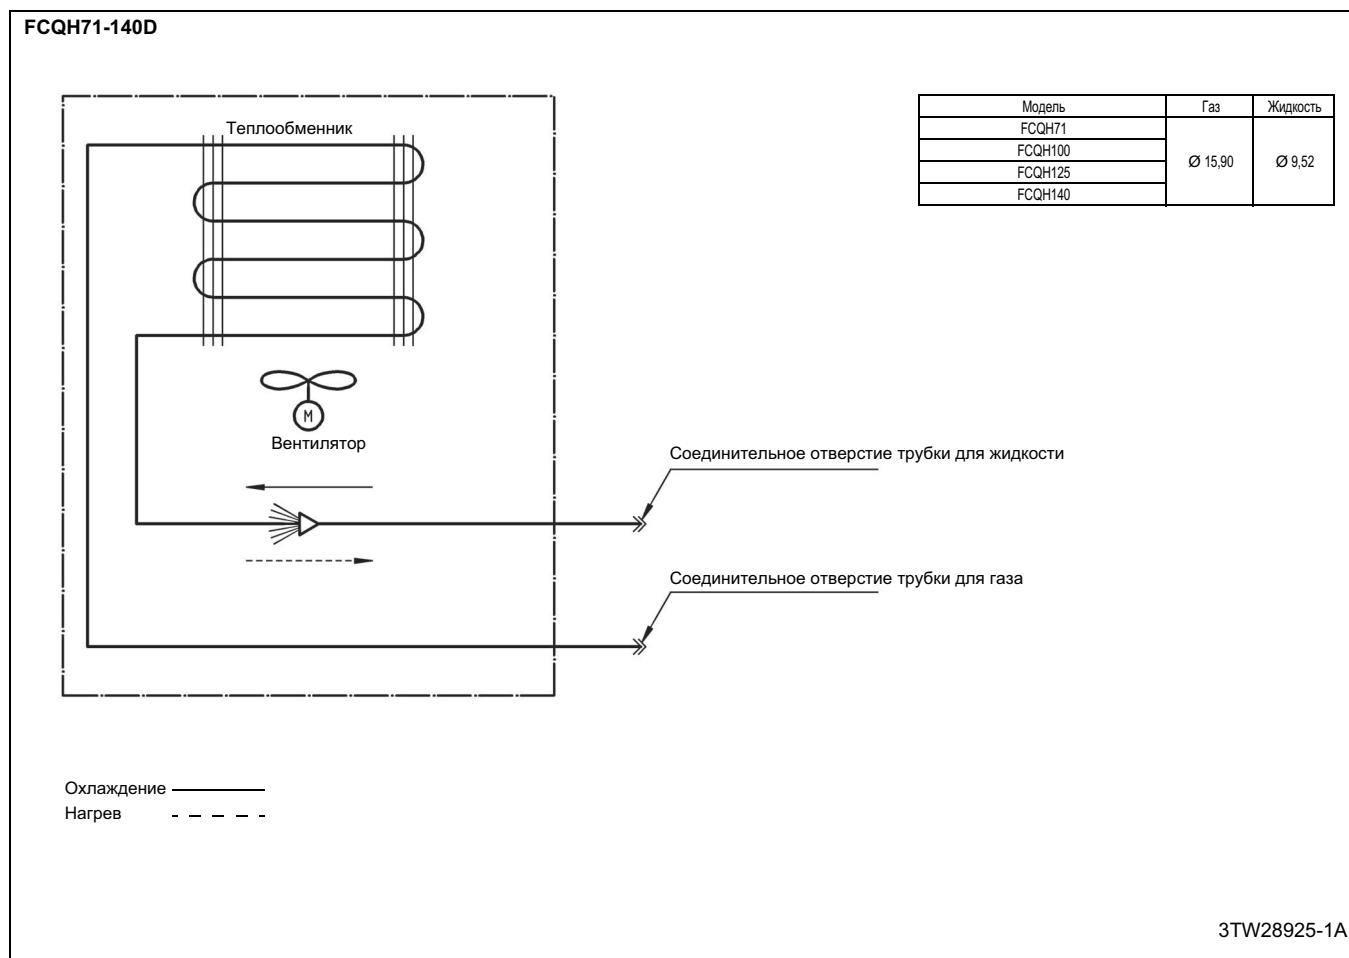 FCQH71-140D
Теплообменник
Модель Газ Жидкость
FCQH71
FCQH100
FCQH125
FCQH140
Ø 15,90 Ø 9,52
M
Вентилятор
Соединительное отверстие трубки для жидкости
Соединительное отверстие трубки для газа
Охлаждение
Нагрев
3TW28925-1A